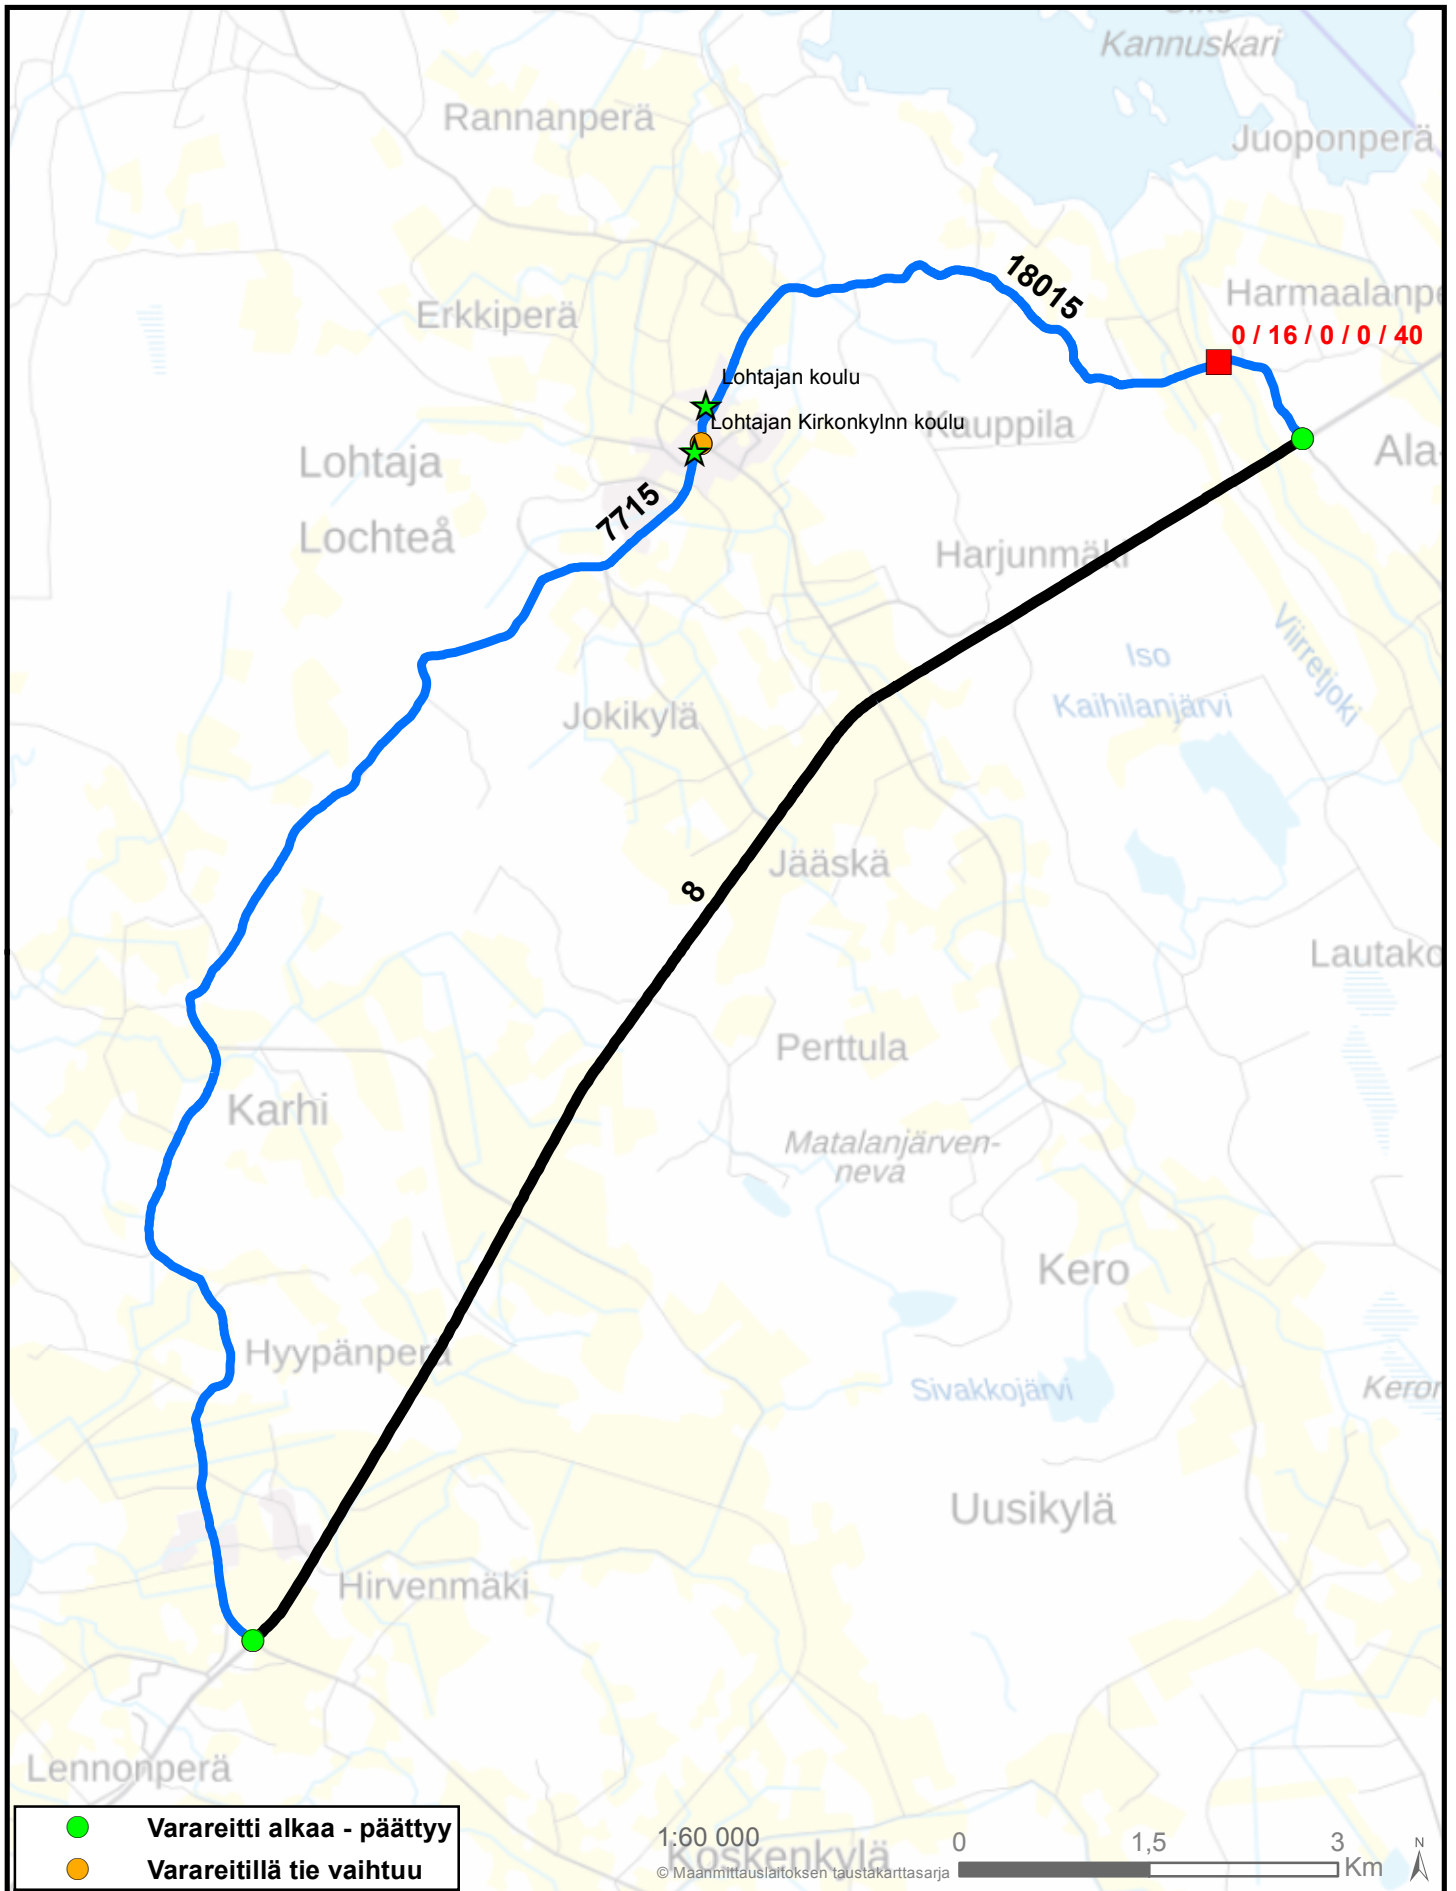 Kannuskari
Rannanperä
Juoponperä
18015
Harmaalanpe
Erkkiperä
0 / 16 / 0 / 0 / 40
Lohtajan koulu
Lohtajan Kirkonkylnn koulu
Kauppila
Lohtaja
Ala-
7715
Lochteå
Harjunmäki
Viirretjoki
Iso
Kaihilanjärvi
Jokikylä
Jääskä
8
Lautako
Perttula
Karhi
Matalanjärven-
neva
Kero
Hyypänperä
Sivakkojärvi
Keror
Uusikylä
Hirvenmäki
Lennonperä
Varareitti alkaa - päättyy
Varareitillä tie vaihtuu
1:60 000
Koskenkylä
© Maanmittauslaitoksen taustakarttasarja
0 1,5 3
Km
N